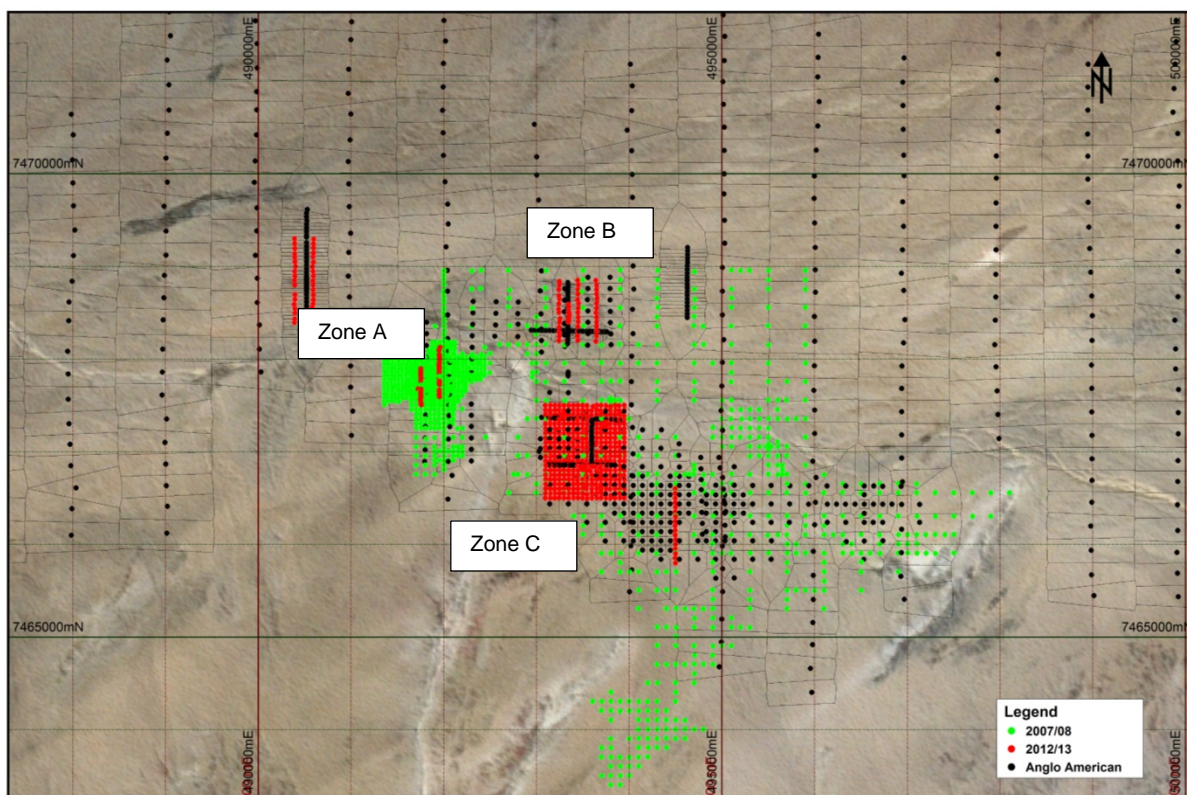 490000mE
495000mE
500000mE
N
7470000mN
7470000mN
Zone B
Zone A
Zone C
7465000mN
7465000mN
490000mE
495000mE
500000mE
Legend
2007/08
2012/13
Anglo American